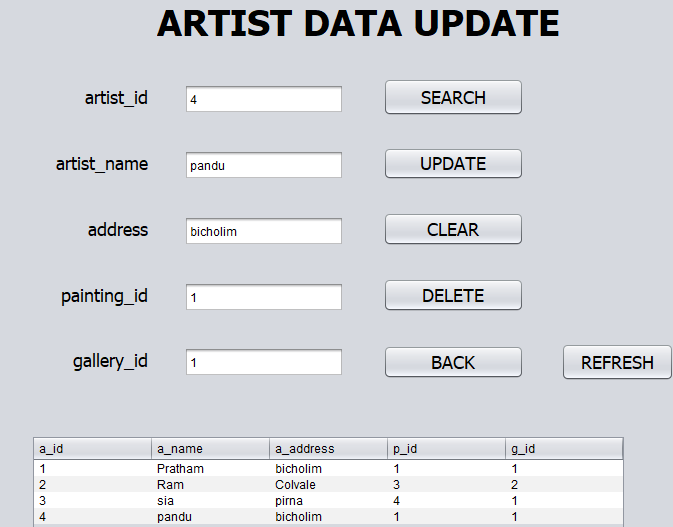 ARTIST DATA UPDATE
artist_id 4 SEARCH
artist_name pandu UPDATE
address bicholim CLEAR
painting_id 1 DELETE
gallery_id 1 BACK REFRESH
a_id a_name a_address p_id g_id
1 Pratham bicholim 1 1
2 Ram Colvale 3 2
3 sia pirna 4 1
4 pandu bicholim 1 1